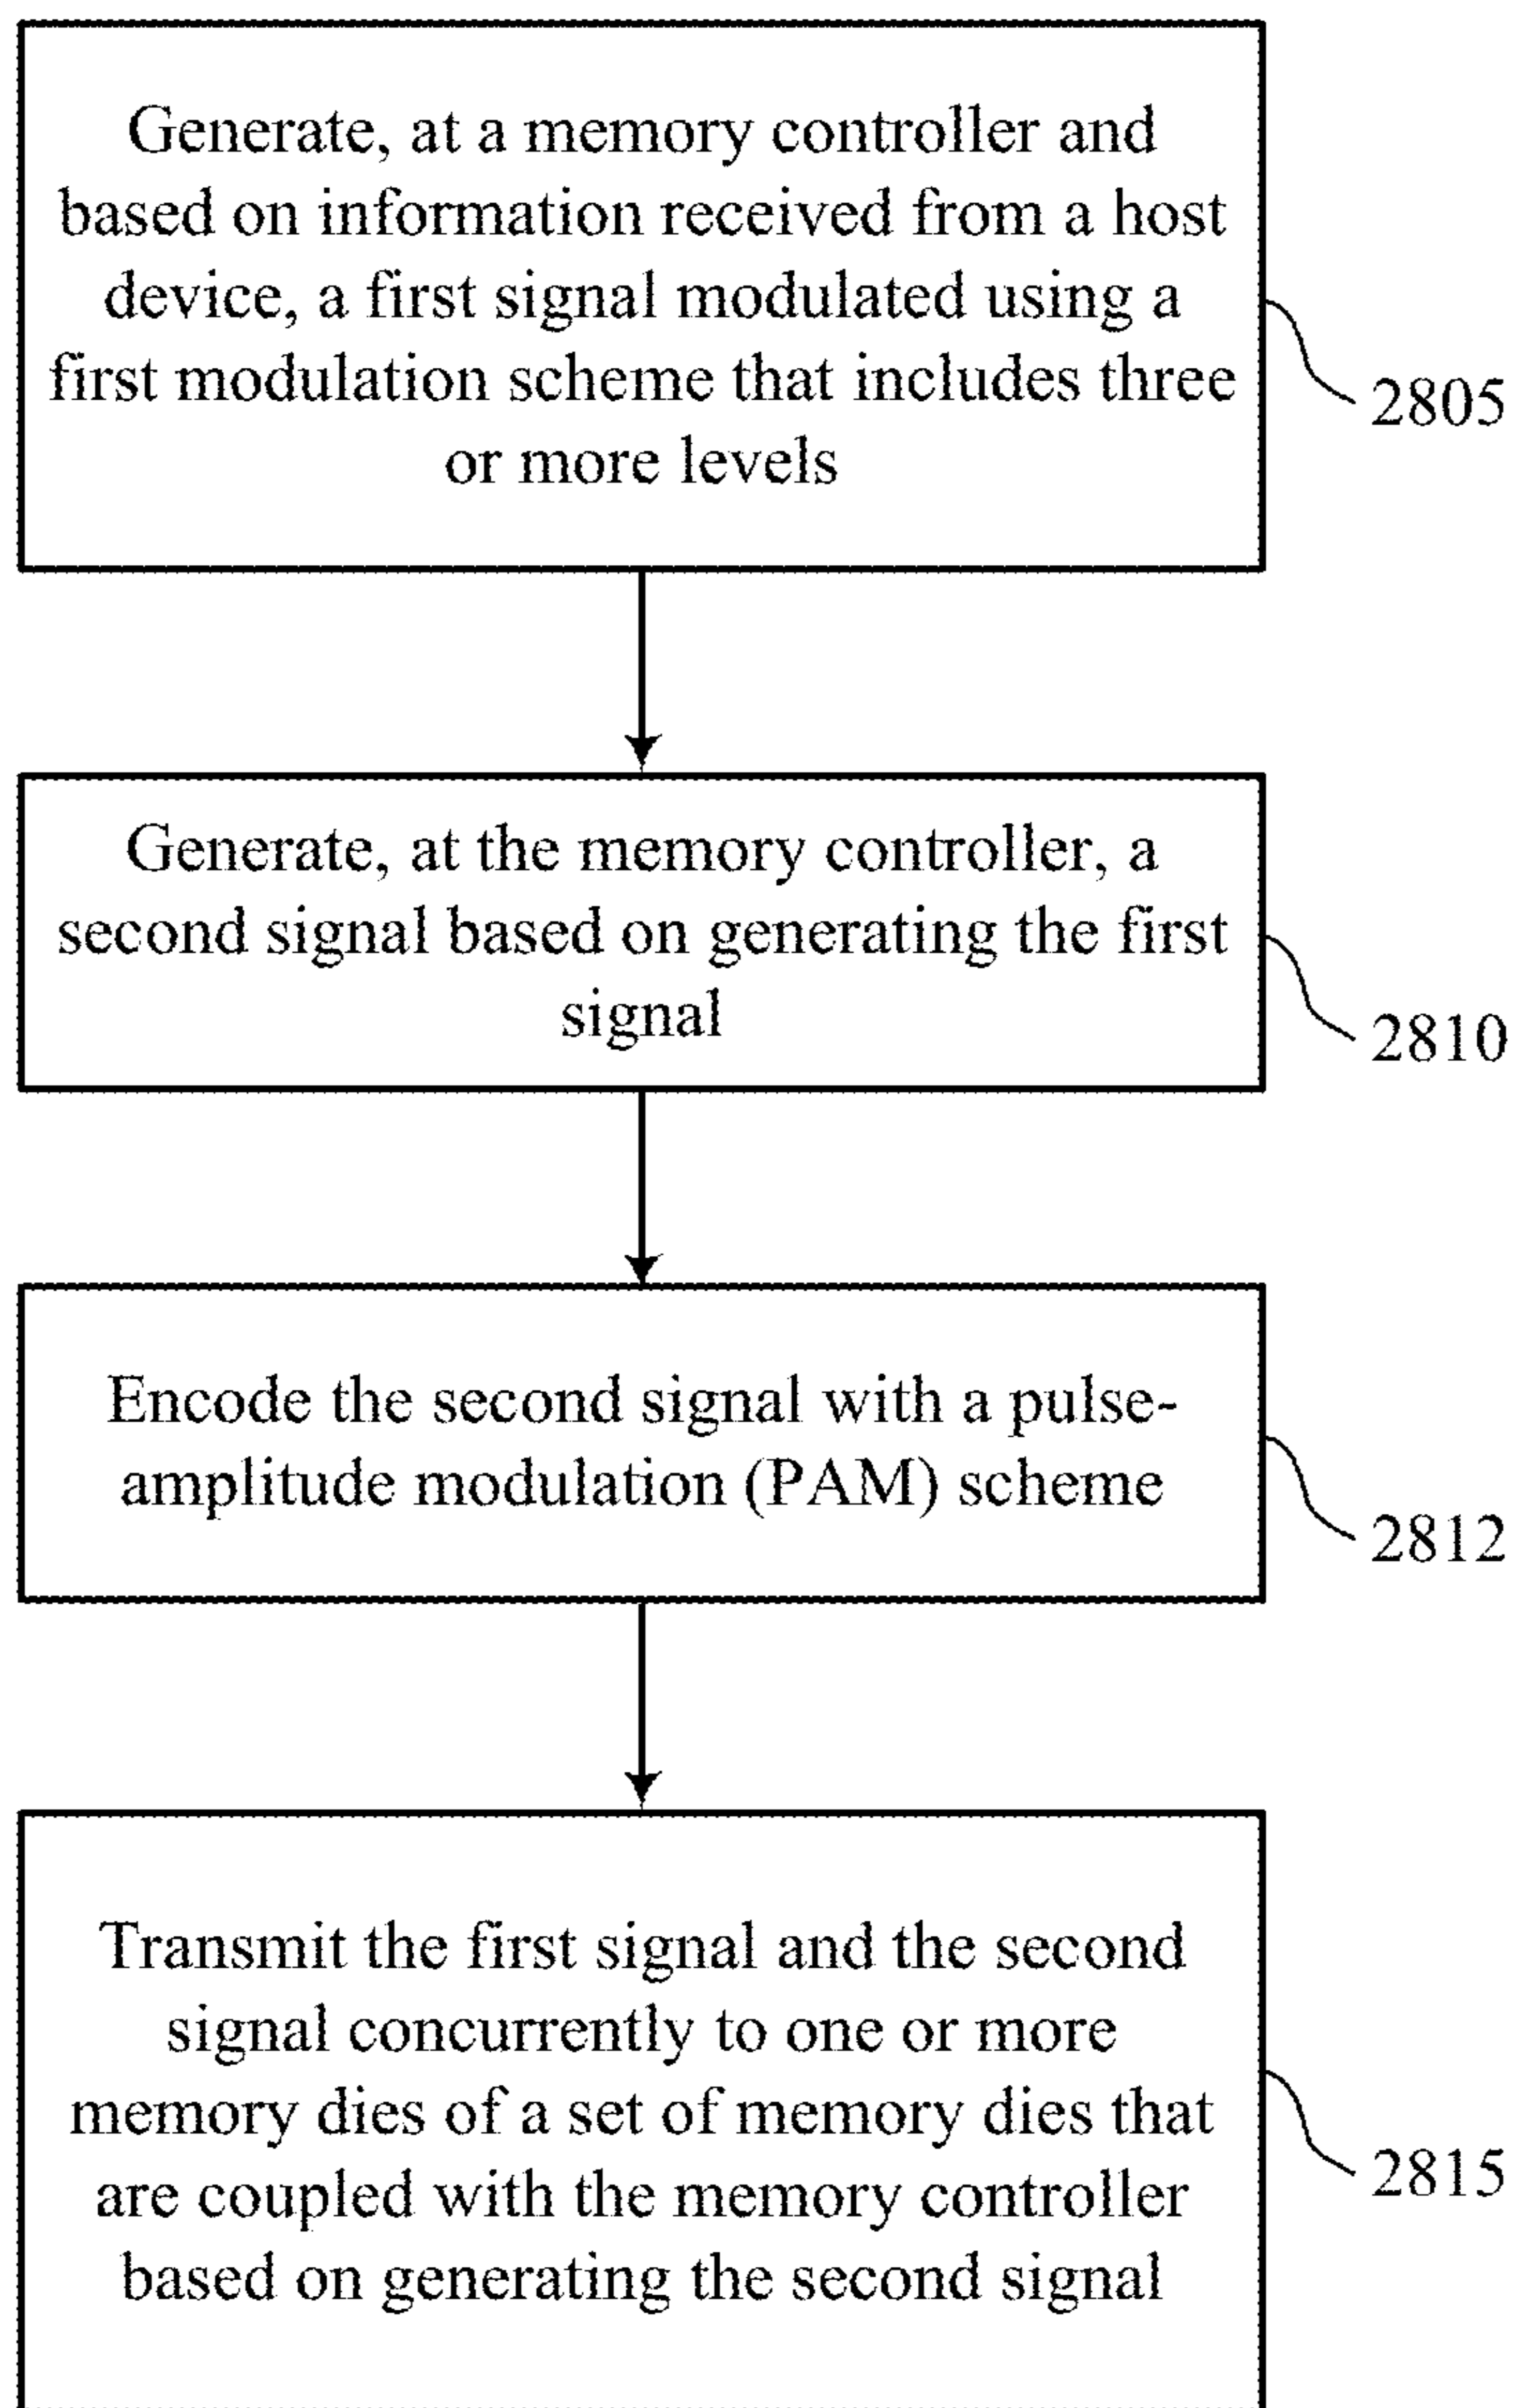 Generate, at a memory controller and
based on information received from a host
device, a first signal modulated using a
first modulation scheme that includes three
or more levels
2805
Generate, at the memory controller, a
second signal based on generating the first
signal
2810
Encode the second signal with a pulse-
amplitude modulation (PAM) scheme
2812
Transmit the first signal and the second
signal concurrently to one or more
memory dies of a set of memory dies that
are coupled with the memory controller
based on generating the second signal
2815